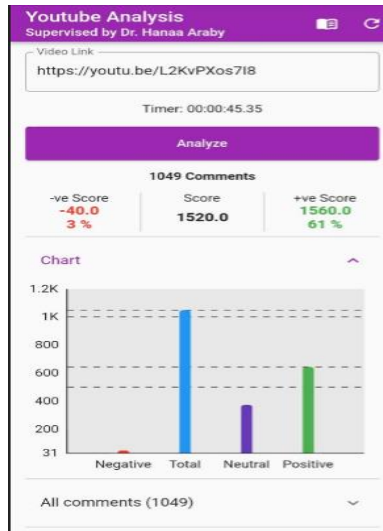 Youtube Analysis
Supervised by Dr. Hanaa Araby
Video Link
https://youtu.be/L2KvPXos7I8
Timer: 00:00:45.35
Analyze
1049 Comments
-ve Score Score +ve Score
-40.0 1520.0 1560.0
3 % 61 %
Chart
1.2K
1K
800
600
400
200
31
Negative Total Neutral Positive
All comments (1049)